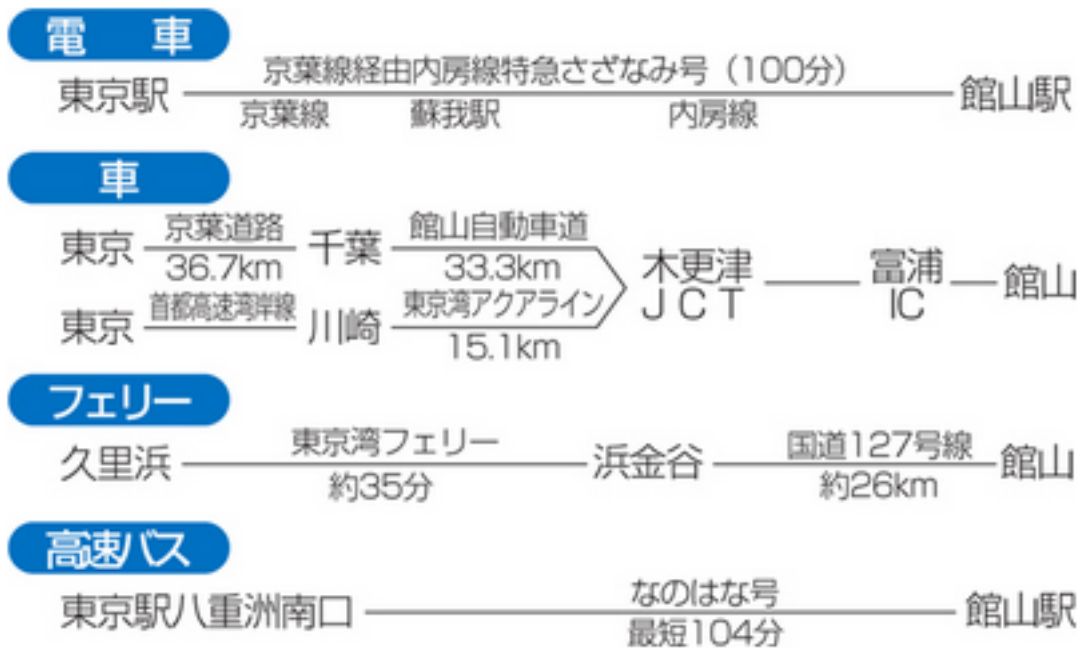 電 車
京葉線経由内房線特急さざなみ号（100分）
東京駅 館山駅
京葉線 蘇我駅 内房線
車
東京 京葉道路 36.7km 千葉 館山自動車道 33.3km
木更津JCT 富浦IC 館山
東京 首都高速湾岸線 川崎 東京湾アクアライン 15.1km
フェリー
東京湾フェリー 国道127号線
久里浜 浜金谷 館山
約35分 約26km
高速バス
なのはな号
東京駅八重洲南口 館山駅
最短104分